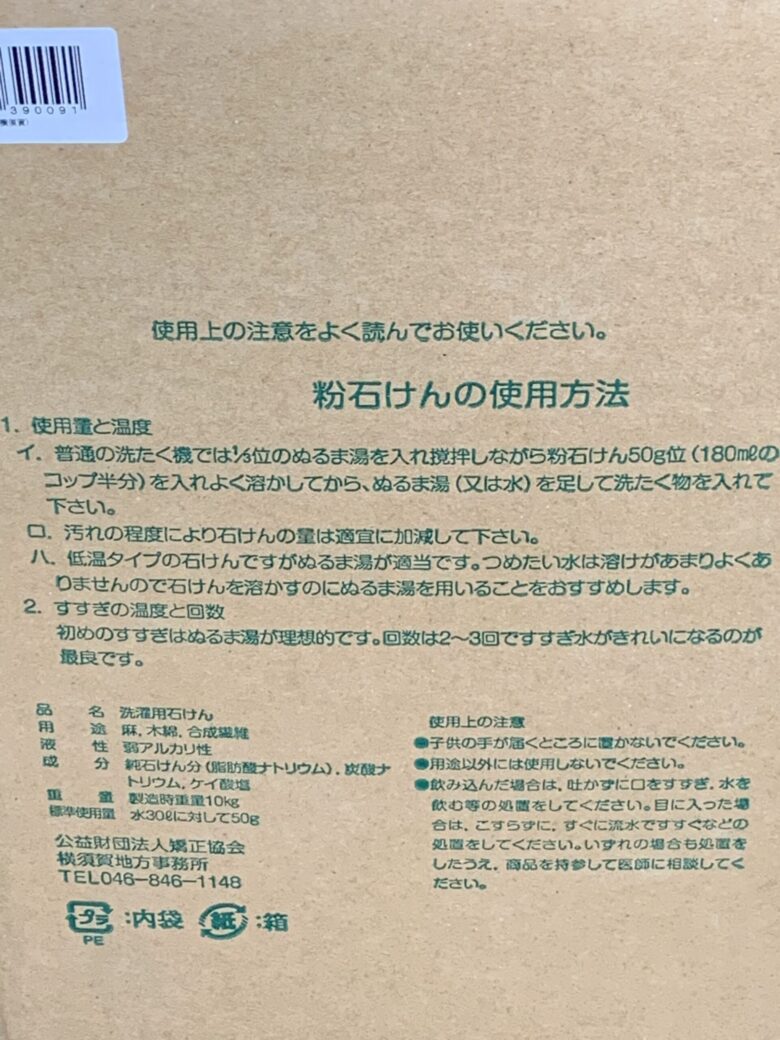 390091
使用上の注意をよく読んでお使いください。
粉石けんの使用方法
1. 使用量と温度
イ. 普通の洗たく機では⅓位のぬるま湯を入れ撹拌しながら粉石けん50g位(180mℓの
コップ半分)を入れよく溶かしてから、ぬるま湯(又は水)を足して洗たく物を入れて
下さい。
ロ. 汚れの程度により石けんの量は適宜に加減して下さい。
ハ. 低温タイプの石けんですがぬるま湯が適当です。つめたい水は溶けがあまりよくあ
りませんので石けんを溶かすのにぬるま湯を用いることをおすすめします。
2. すすぎの温度と回数
初めのすすぎはぬるま湯が理想的です。回数は2〜3回ですすぎ水がきれいになるのが
最良です。
品 名 洗濯用石けん
用 途 麻, 木綿, 合成繊維
液 性 弱アルカリ性
成 分 純石けん分(脂肪酸ナトリウム), 炭酸ナ
トリウム, ケイ酸塩
重 量 製造時重量10kg
標準使用量 水30ℓに対して50g
公益財団法人矯正協会
横須賀地方事務所
TEL046-846-1148
プラ :内袋 紙 :箱
PE
使用上の注意
●子供の手が届くところに置かないでください。
●用途以外には使用しないでください。
●飲み込んだ場合は, 吐かずに口をすすぎ, 水を
飲む等の処置をしてください。目に入った場
合は, こすらずに, すぐに流水ですすぐなどの
処置をしてください。いずれの場合も処置を
したうえ, 商品を持参して医師に相談してく
ださい。